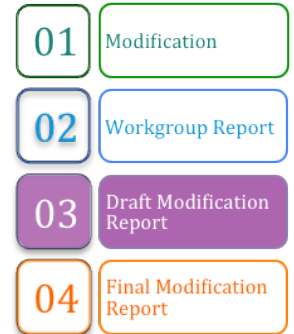 01
Modification
02
Workgroup Report
03
Draft Modification
Report
04
Final Modification
Report